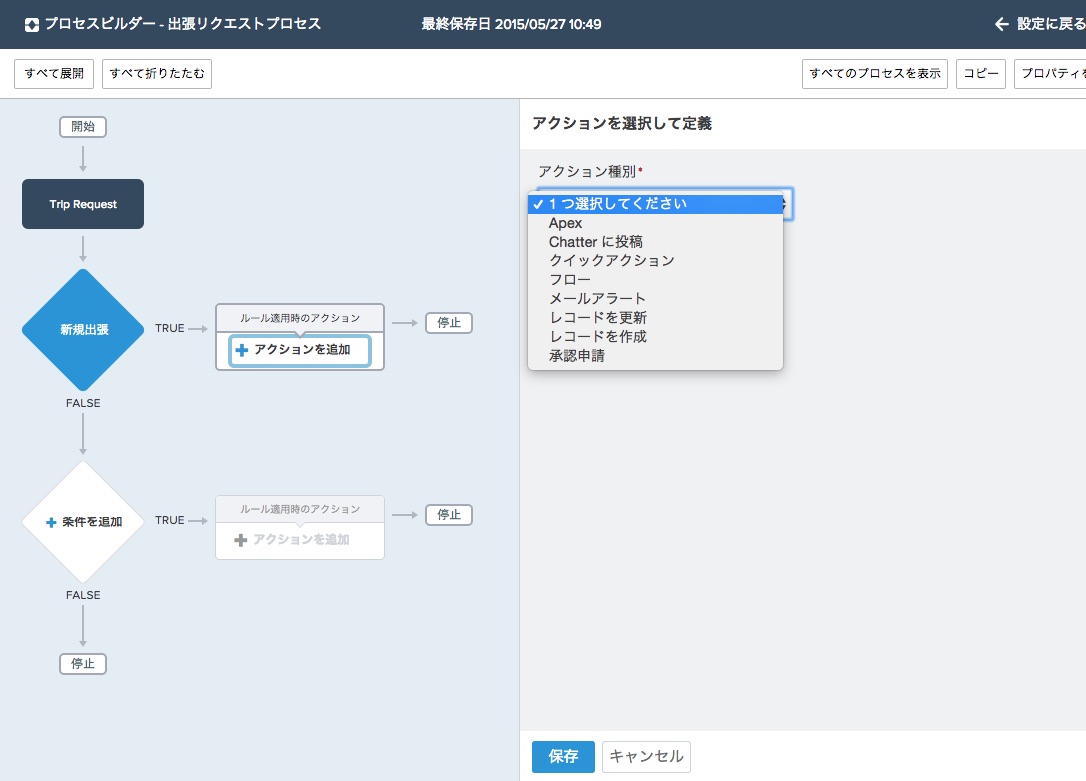 プロセスビルダー - 出張リクエストプロセス
最終保存日 2015/05/27 10:49
設定に戻る
すべて展開
すべて折りたたむ
すべてのプロセスを表示
コピー
プロパティを
開始
Trip Request
新規出張
TRUE
ルール適用時のアクション
アクションを追加
停止
FALSE
条件を追加
TRUE
ルール適用時のアクション
アクションを追加
停止
FALSE
停止
アクションを選択して定義
アクション種別*
✓ 1 つ選択してください
Apex
Chatter に投稿
クイックアクション
フロー
メールアラート
レコードを更新
レコードを作成
承認申請
保存
キャンセル